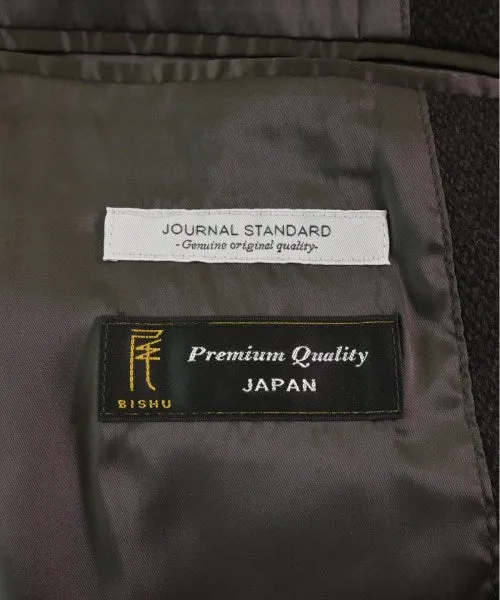 JOURNAL STANDARD
-Genuine original quality-
尾
Premium Quality
JAPAN
BISHU